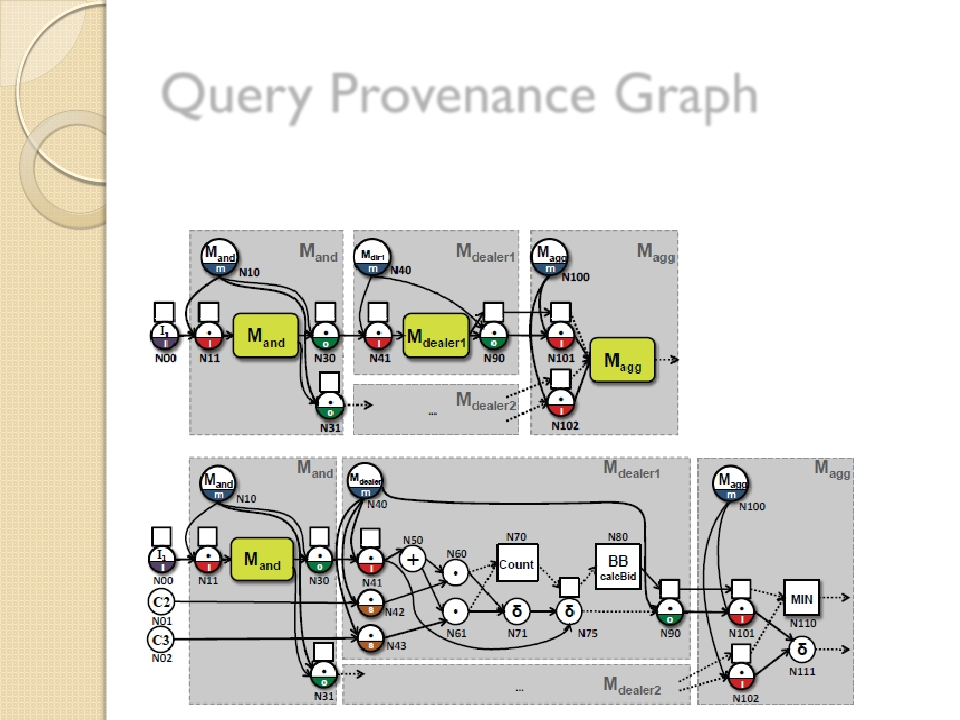 Query Provenance Graph
Mand m N10 Mand
Mdlr1 m N40 Mdealer1
Magg m N100 Magg
I1 I N00
I N11
Mand
o N30
I N41
Mdealer1
N90
I N101
Magg
o N31
... Mdealer2
I N102
Mand m N10 Mand
Mdealer m N40 Mdealer1
Magg m N100 Magg
N50 + N60 N70 Count N80 BB calcBid
I1 I N00
I N11
Mand
o N30
I N41
C2 N01
s N42
N61
δ N71
δ N75
o N90
I N101
MIN N110
C3 N02
s N43
δ N111
o N31
... Mdealer2
I N102